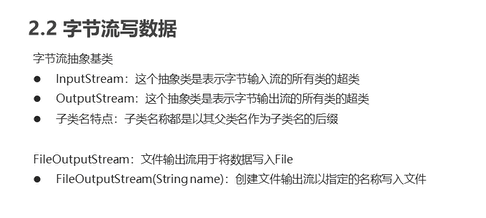 2.2 字节流写数据
字节流抽象基类
● InputStream：这个抽象类是表示字节输入流的所有类的超类
● OutputStream：这个抽象类是表示字节输出流的所有类的超类
● 子类名特点：子类名称都是以其父类名作为子类名的后缀
FileOutputStream：文件输出流用于将数据写入File
● FileOutputStream(String name)：创建文件输出流以指定的名称写入文件